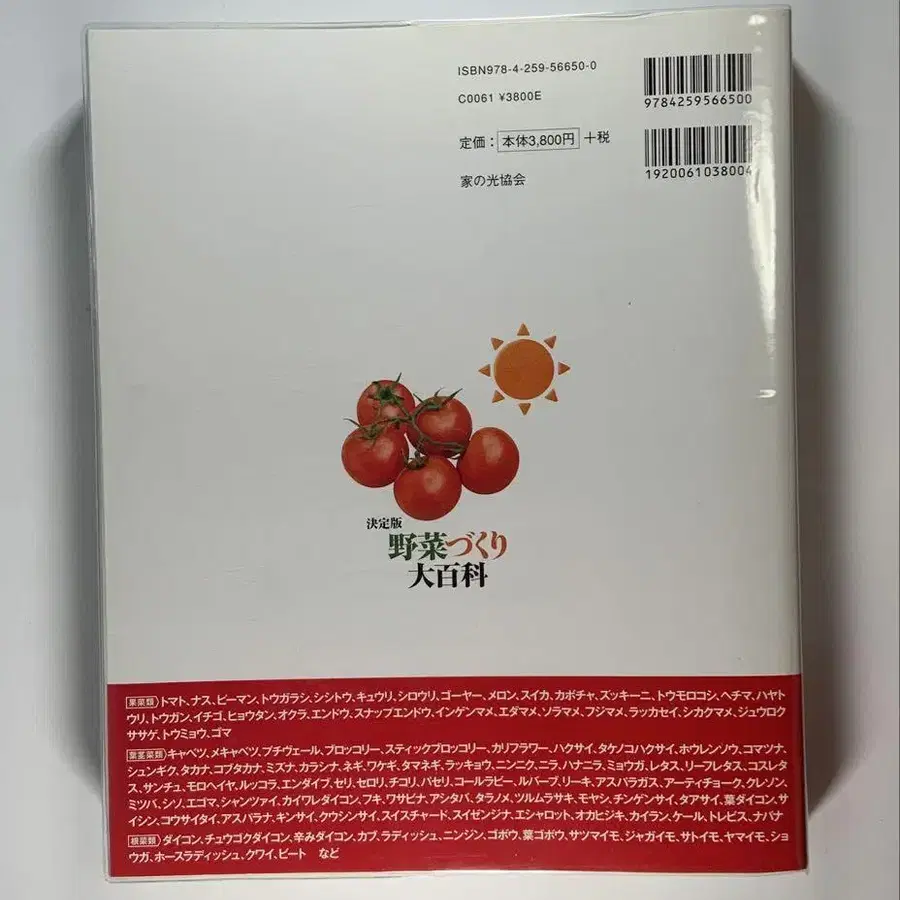 ISBN978-4-259-56650-0
C0061 ¥3800E
定価：本体3,800円＋税
家の光協会
9784259566500
1920061038004
決定版
野菜づくり
大百科
果菜類 トマト、ナス、ピーマン、トウガラシ、シシトウ、キュウリ、シロウリ、ゴーヤー、メロン、スイカ、カボチャ、ズッキーニ、トウモロコシ、ヘチマ、ハヤト
ウリ、トウガン、イチゴ、ヒョウタン、オクラ、エンドウ、スナップエンドウ、インゲンマメ、エダマメ、ソラマメ、フジマメ、ラッカセイ、シカクマメ、ジュウロク
ササゲ、トウミョウ、ゴマ
葉茎菜類 キャベツ、メキャベツ、プチヴェール、ブロッコリー、スティックブロッコリー、カリフラワー、ハクサイ、タケノコハクサイ、ホウレンソウ、コマツナ、
シュンギク、タカナ、コブタカナ、ミズナ、カラシナ、ネギ、ワケギ、タマネギ、ラッキョウ、ニンニク、ニラ、ハナニラ、ミョウガ、レタス、リーフレタス、コスレタ
ス、サンチュ、モロヘイヤ、ルッコラ、エンダイブ、セリ、セロリ、チコリ、パセリ、コールラビー、ルバーブ、リーキ、アスパラガス、アーティチョーク、クレソン、
ミツバ、シソ、エゴマ、シャンツァイ、カイワレダイコン、フキ、ワサビナ、アシタバ、タラノメ、ツルムラサキ、モヤシ、チンゲンサイ、タアサイ、葉ダイコン、サ
イシン、コウサイタイ、アスパラナ、キンサイ、クウシンサイ、スイスチャード、スイゼンジナ、エシャロット、オカヒジキ、カイラン、ケール、トレビス、ナバナ
根菜類 ダイコン、チュウゴクダイコン、辛みダイコン、カブ、ラディッシュ、ニンジン、ゴボウ、葉ゴボウ、サツマイモ、ジャガイモ、サトイモ、ヤマイモ、ショ
ウガ、ホースラディッシュ、クワイ、ビート　など